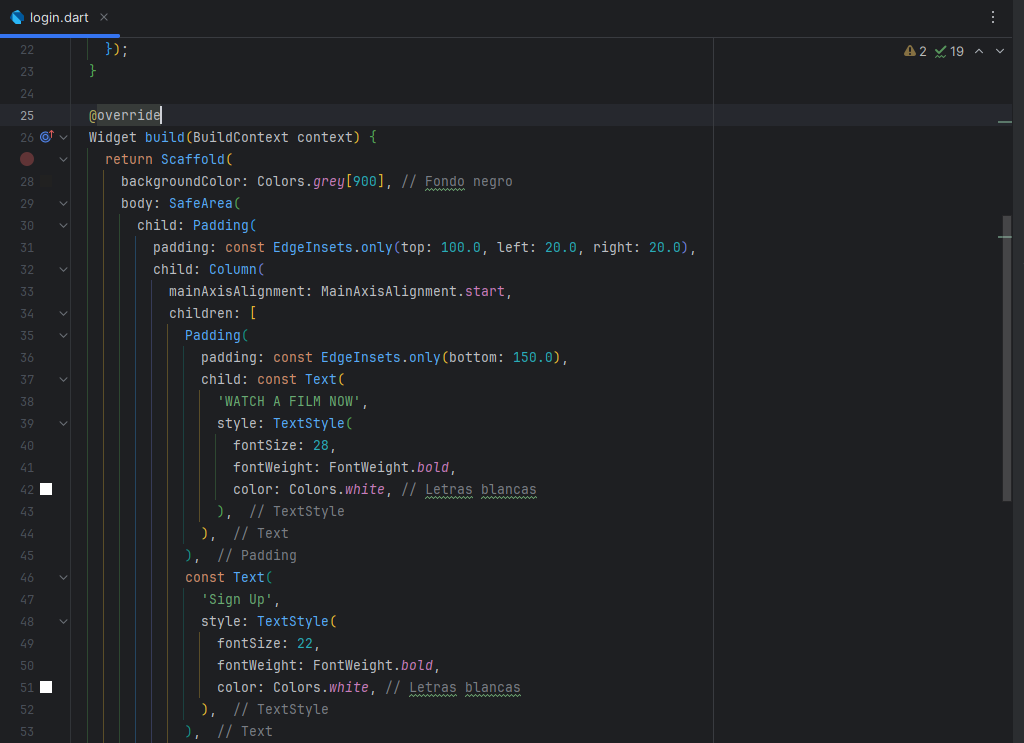 login.dart
22 });
2 19
23 }
24
25 @override
26 Widget build(BuildContext context) {
return Scaffold(
28 backgroundColor: Colors.grey[900], // Fondo negro
29 body: SafeArea(
30 child: Padding(
31 padding: const EdgeInsets.only(top: 100.0, left: 20.0, right: 20.0),
32 child: Column(
33 mainAxisAlignment: MainAxisAlignment.start,
34 children: [
35 Padding(
36 padding: const EdgeInsets.only(bottom: 150.0),
37 child: const Text(
38 'WATCH A FILM NOW',
39 style: TextStyle(
40 fontSize: 28,
41 fontWeight: FontWeight.bold,
42 color: Colors.white, // Letras blancas
43 ), // TextStyle
44 ), // Text
45 ), // Padding
46 const Text(
47 'Sign Up',
48 style: TextStyle(
49 fontSize: 22,
50 fontWeight: FontWeight.bold,
51 color: Colors.white, // Letras blancas
52 ), // TextStyle
53 ), // Text